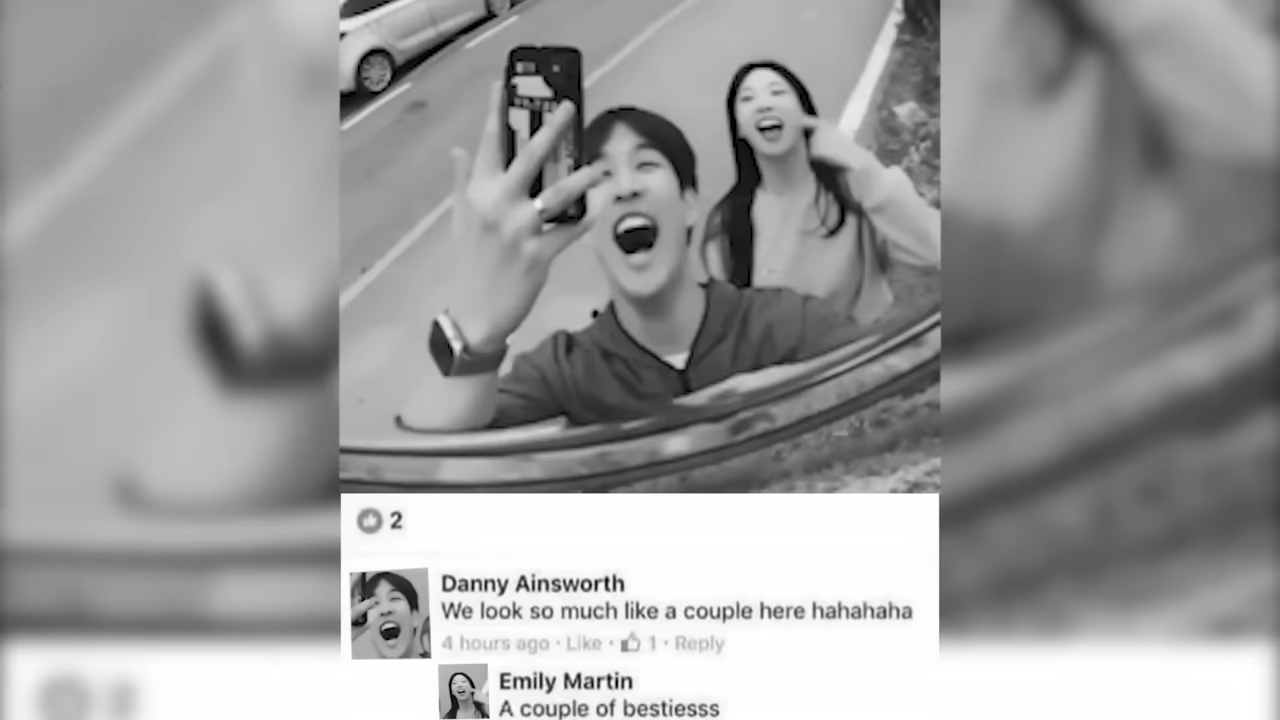 2
Danny Ainsworth
We look so much like a couple here hahahaha
4 hours ago · Like · 1 · Reply
Emily Martin
A couple of bestiesss